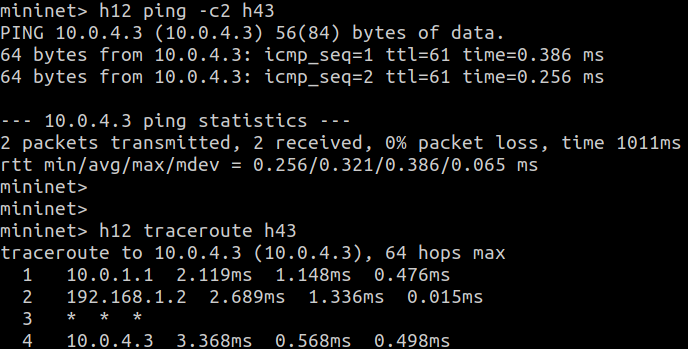 mininet> h12 ping -c2 h43
PING 10.0.4.3 (10.0.4.3) 56(84) bytes of data.
64 bytes from 10.0.4.3: icmp_seq=1 ttl=61 time=0.386 ms
64 bytes from 10.0.4.3: icmp_seq=2 ttl=61 time=0.256 ms

--- 10.0.4.3 ping statistics ---
2 packets transmitted, 2 received, 0% packet loss, time 1011ms
rtt min/avg/max/mdev = 0.256/0.321/0.386/0.065 ms
mininet>
mininet>
mininet> h12 traceroute h43
traceroute to 10.0.4.3 (10.0.4.3), 64 hops max
  1   10.0.1.1  2.119ms  1.148ms  0.476ms
  2   192.168.1.2  2.689ms  1.336ms  0.015ms
  3   *  *  *
  4   10.0.4.3  3.368ms  0.568ms  0.498ms